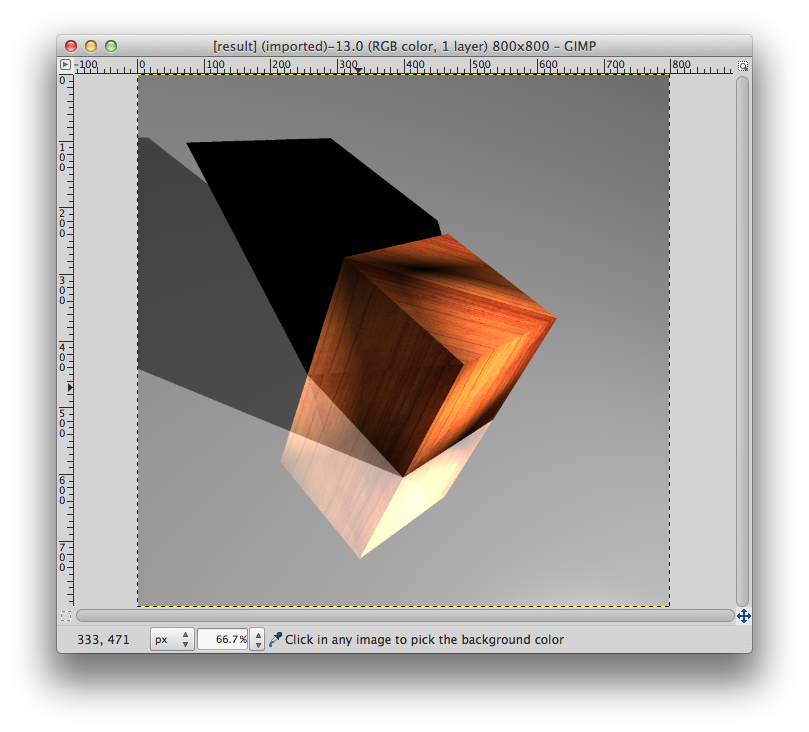 [result] (imported)-13.0 (RGB color, 1 layer) 800x800 – GIMP
-100 0 100 200 300 400 500 600 700 800
0
100
200
300
400
500
600
700
333, 471 px 66.7% Click in any image to pick the background color